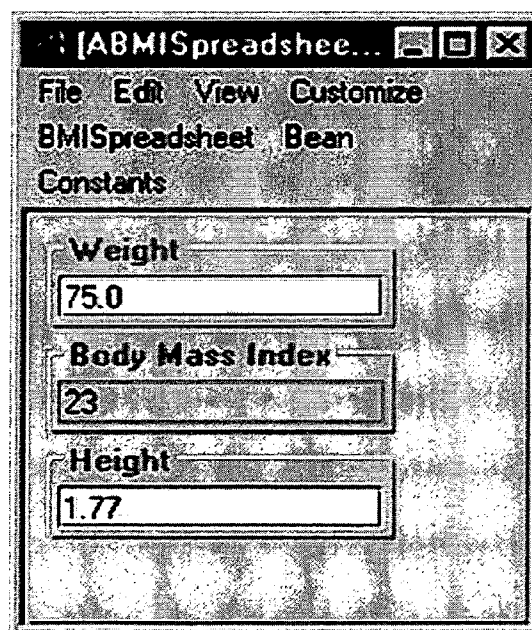 [ABMISpreadshee...
File Edit View Customize
BMISpreadsheet Bean
Constants
Weight
75.0
Body Mass Index
23
Height
1.77